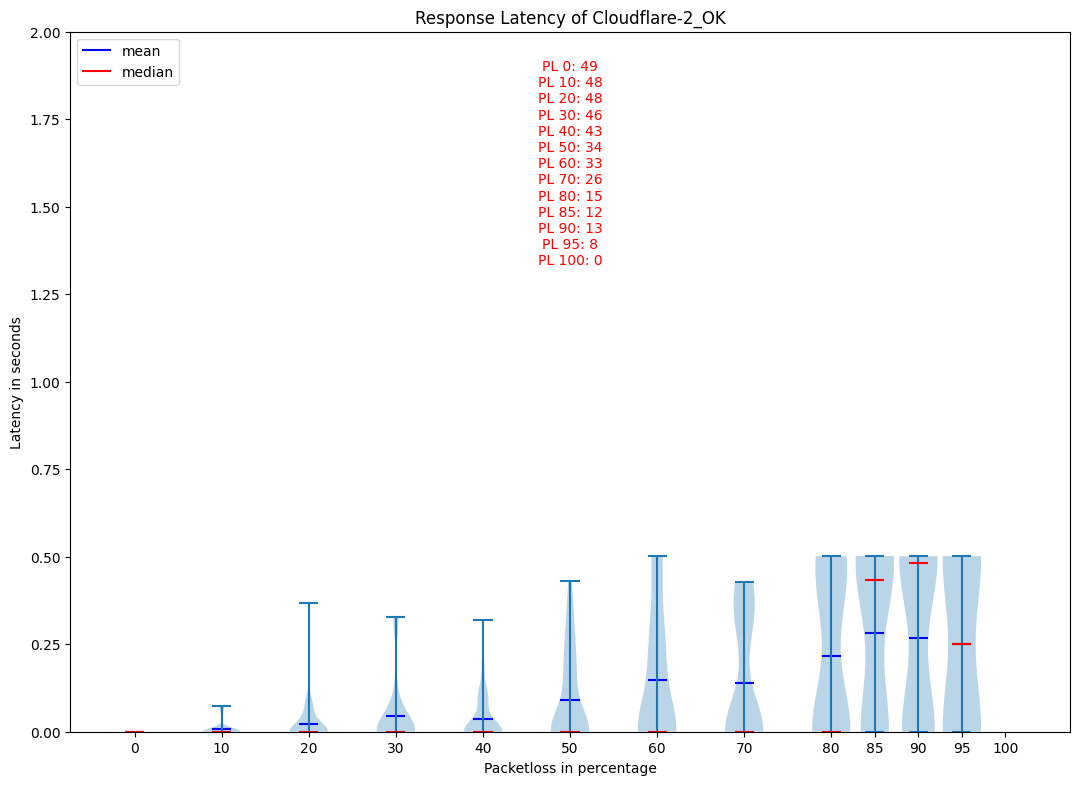 Response Latency of Cloudflare-2_OK
mean
median
PL 0: 49
PL 10: 48
PL 20: 48
PL 30: 46
PL 40: 43
PL 50: 34
PL 60: 33
PL 70: 26
PL 80: 15
PL 85: 12
PL 90: 13
PL 95: 8
PL 100: 0
Latency in seconds
2.00
1.75
1.50
1.25
1.00
0.75
0.50
0.25
0.00
0 10 20 30 40 50 60 70 80 85 90 95 100
Packetloss in percentage